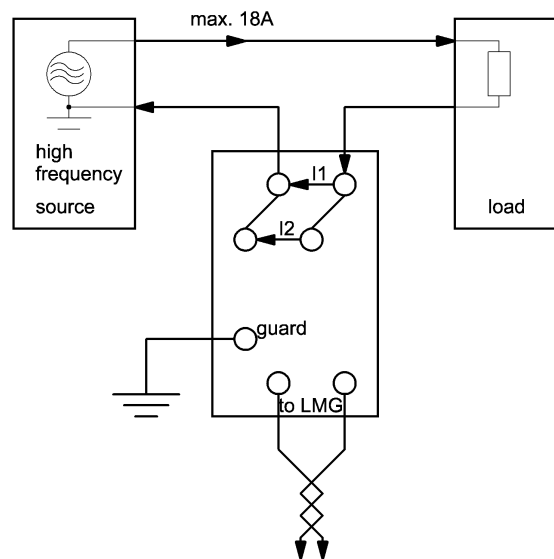 max. 18A
high
frequency
source
load
I1
I2
guard
to LMG